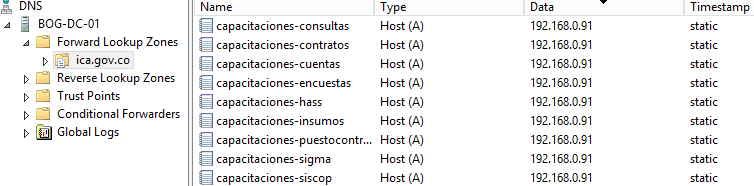 DNS
BOG-DC-01
Forward Lookup Zones
ica.gov.co
Reverse Lookup Zones
Trust Points
Conditional Forwarders
Global Logs
Name Type Data Timestamp
capacitaciones-consultas Host (A) 192.168.0.91 static
capacitaciones-contratos Host (A) 192.168.0.91 static
capacitaciones-cuentas Host (A) 192.168.0.91 static
capacitaciones-encuestas Host (A) 192.168.0.91 static
capacitaciones-hass Host (A) 192.168.0.91 static
capacitaciones-insumos Host (A) 192.168.0.91 static
capacitaciones-puestocontr... Host (A) 192.168.0.91 static
capacitaciones-sigma Host (A) 192.168.0.91 static
capacitaciones-siscop Host (A) 192.168.0.91 static